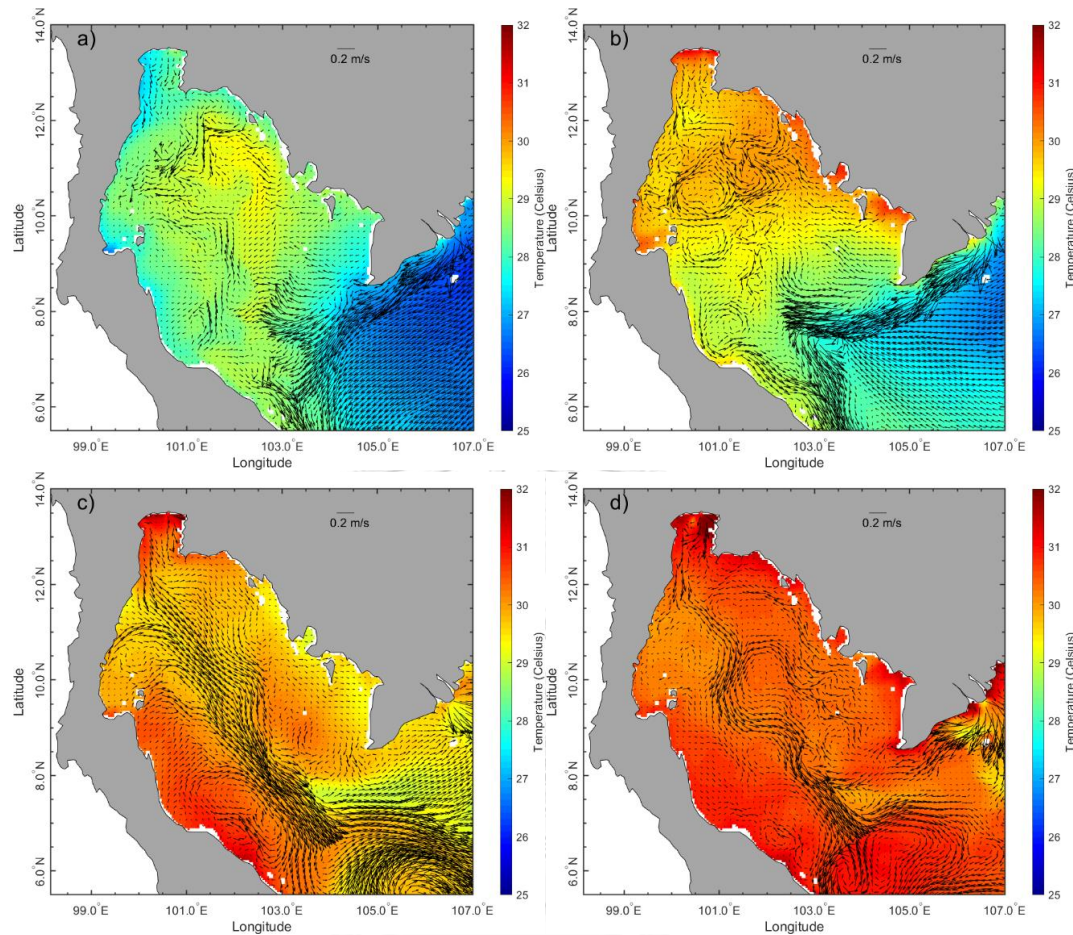 a)
0.2 m/s
14.0°N
12.0°N
10.0°N
8.0°N
6.0°N
Latitude
99.0°E
101.0°E
103.0°E
105.0°E
107.0°E
Longitude
32
31
30
29
28
27
26
25
Temperature (Celsius)
b)
0.2 m/s
14.0°N
12.0°N
10.0°N
8.0°N
6.0°N
Latitude
99.0°E
101.0°E
103.0°E
105.0°E
107.0°E
Longitude
32
31
30
29
28
27
26
25
Temperature (Celsius)
c)
0.2 m/s
14.0°N
12.0°N
10.0°N
8.0°N
6.0°N
Latitude
99.0°E
101.0°E
103.0°E
105.0°E
107.0°E
Longitude
32
31
30
29
28
27
26
25
Temperature (Celsius)
d)
0.2 m/s
14.0°N
12.0°N
10.0°N
8.0°N
6.0°N
Latitude
99.0°E
101.0°E
103.0°E
105.0°E
107.0°E
Longitude
32
31
30
29
28
27
26
25
Temperature (Celsius)